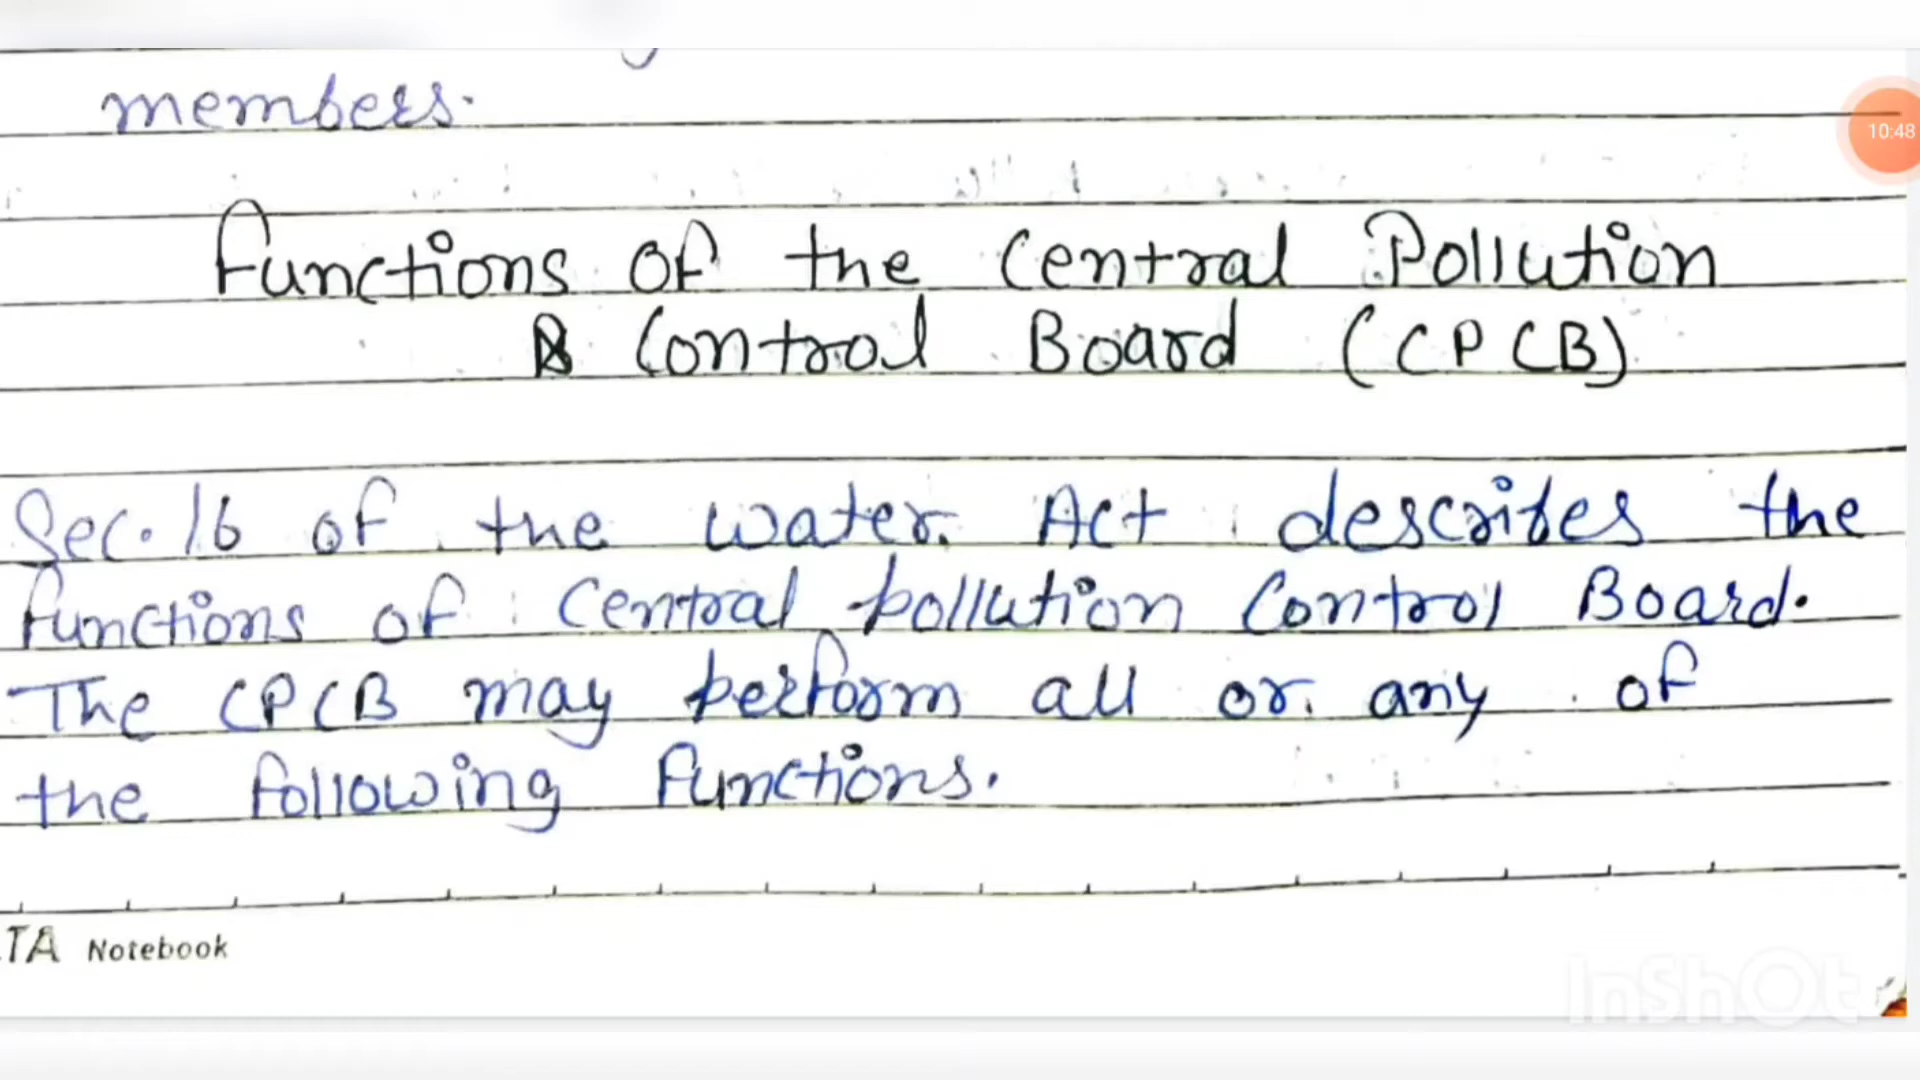 members.
10:48
Functions of the Central Pollution
Control Board (CPCB)
Sec. 16 of the water Act describes the
functions of Central pollution Control Board.
The CPCB may perform all or any of
the following functions.
TA Notebook
InShOt